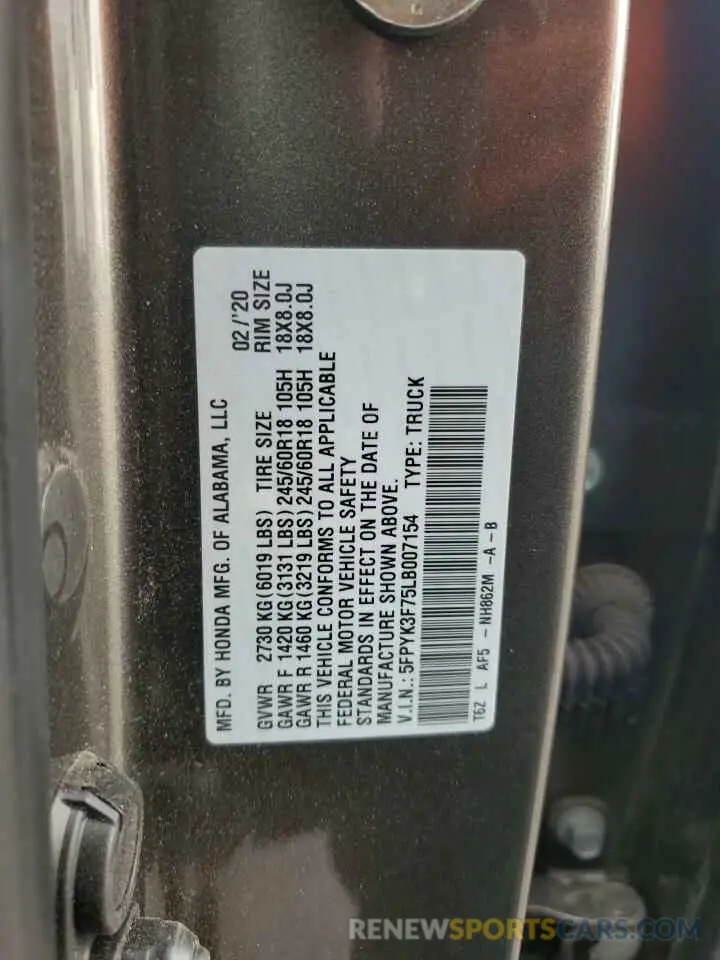 MFD. BY HONDA MFG. OF ALABAMA, LLC 02/'20
GVWR 2730 KG(6019 LBS) TIRE SIZE RIM SIZE
GAWR F 1420 KG(3131 LBS)245/60R18 105H 18X8.0J
GAWR R 1460 KG(3219 LBS)245/60R18 105H 18X8.0J
THIS VEHICLE CONFORMS TO ALL APPLICABLE
FEDERAL MOTOR VEHICLE SAFETY
STANDARDS IN EFFECT ON THE DATE OF
MANUFACTURE SHOWN ABOVE.
V.I.N.: 5FPYK3F75LB007154 TYPE: TRUCK
T6Z L AF5 - NH862M -A -B
RENEWSPORTSCARS.COM